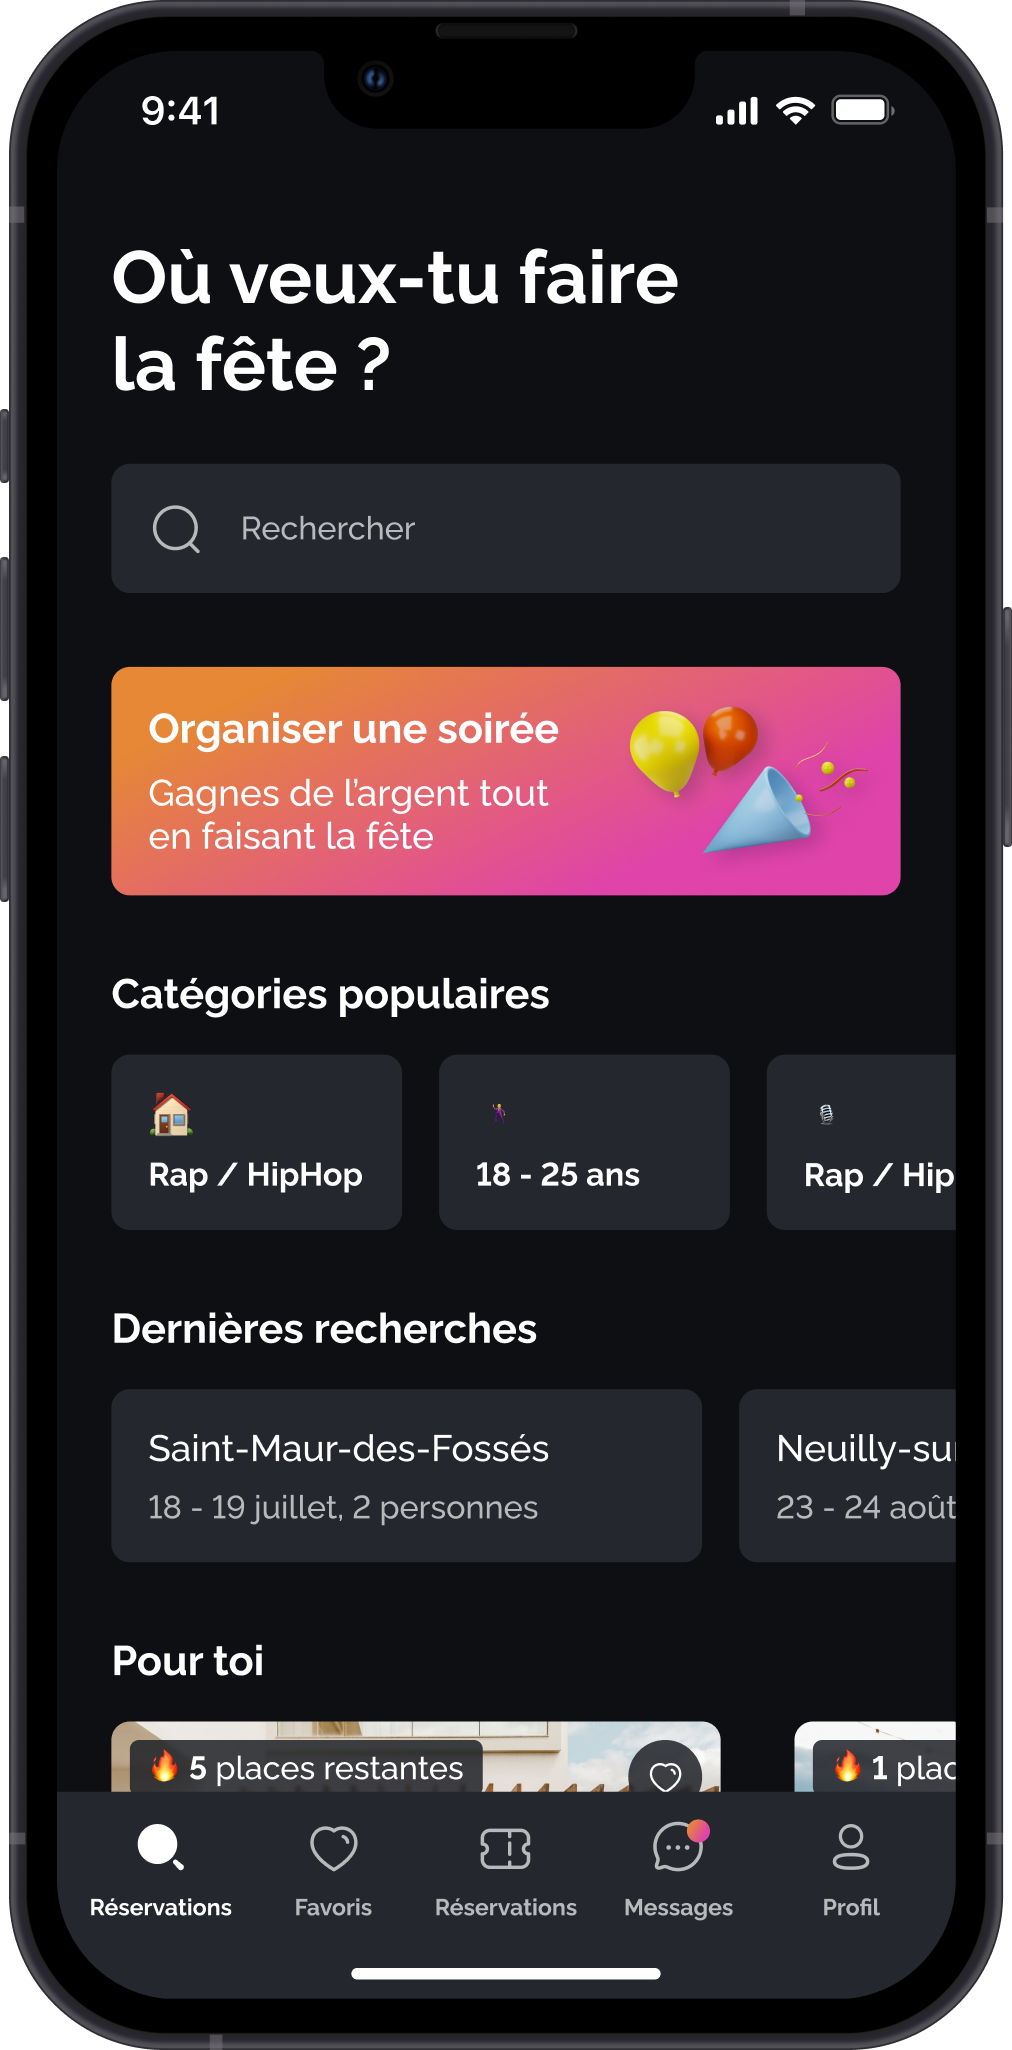 9:41
Où veux-tu faire
la fête ?
Rechercher
Organiser une soirée
Gagnes de l’argent tout
en faisant la fête
Catégories populaires
Rap / HipHop
18 - 25 ans
Rap / Hip
Dernières recherches
Saint-Maur-des-Fossés
18 - 19 juillet, 2 personnes
Neuilly-sur
23 - 24 août
Pour toi
5 places restantes
1 plac
Réservations
Favoris
Réservations
Messages
Profil